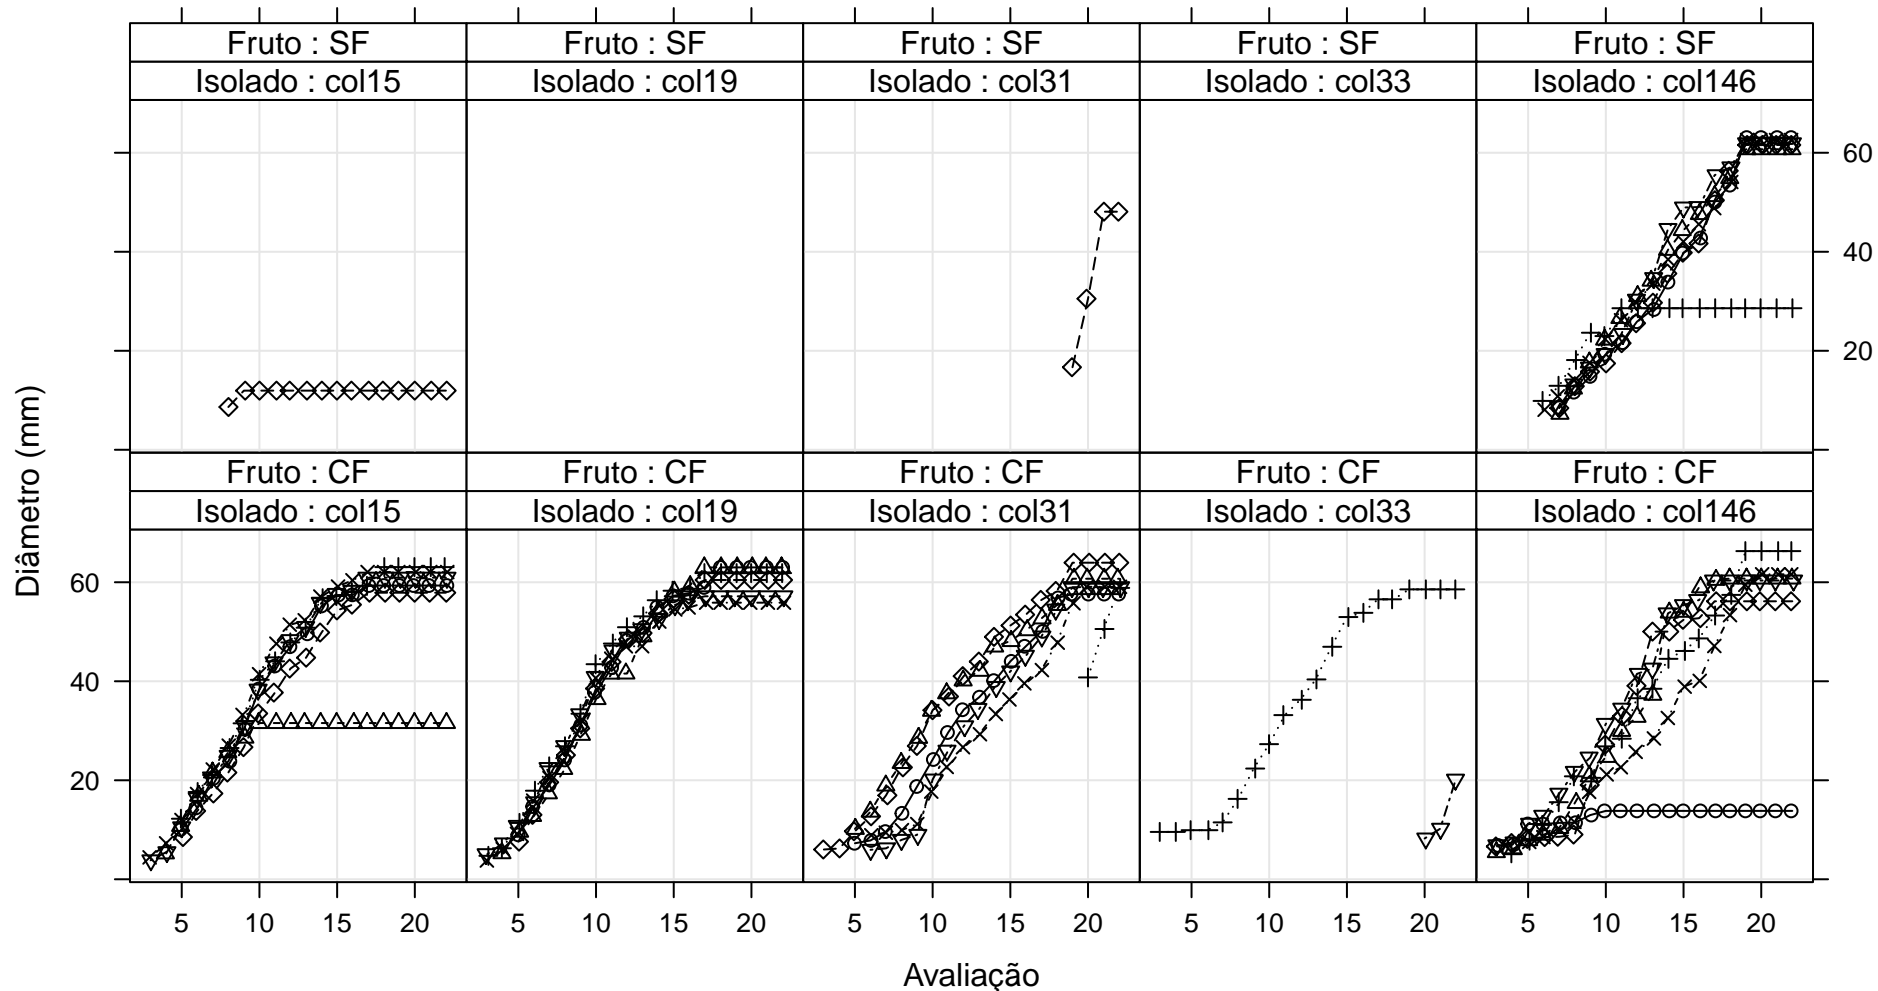 Fruto : SF Fruto : SF Fruto : SF Fruto : SF Fruto : SF
Isolado : col15 Isolado : col19 Isolado : col31 Isolado : col33 Isolado : col146
60
40
20
Fruto : CF Fruto : CF Fruto : CF Fruto : CF Fruto : CF
Isolado : col15 Isolado : col19 Isolado : col31 Isolado : col33 Isolado : col146
Diâmetro (mm)
60
40
20
5 10 15 20 5 10 15 20 5 10 15 20 5 10 15 20 5 10 15 20
Avaliação